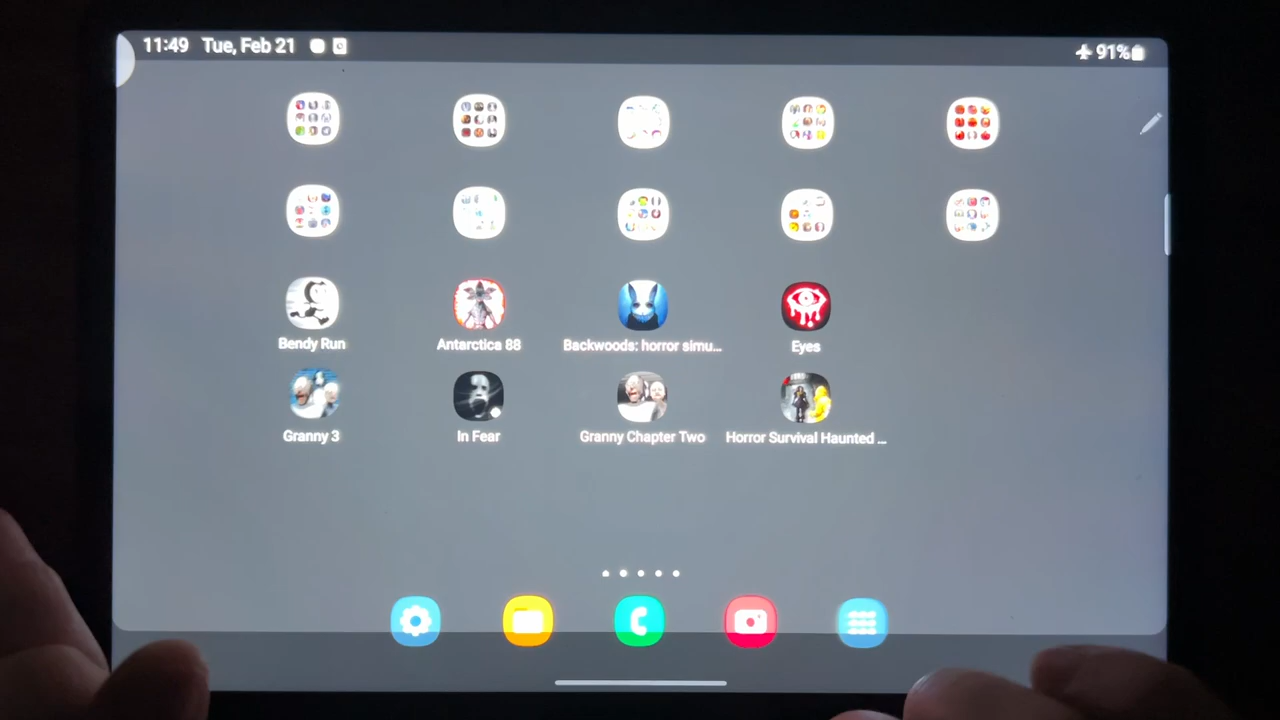 11:49 Tue, Feb 21 91%
Bendy Run Antarctica 88 Backwoods: horror simu... Eyes
Granny 3 In Fear Granny Chapter Two Horror Survival Haunted ...